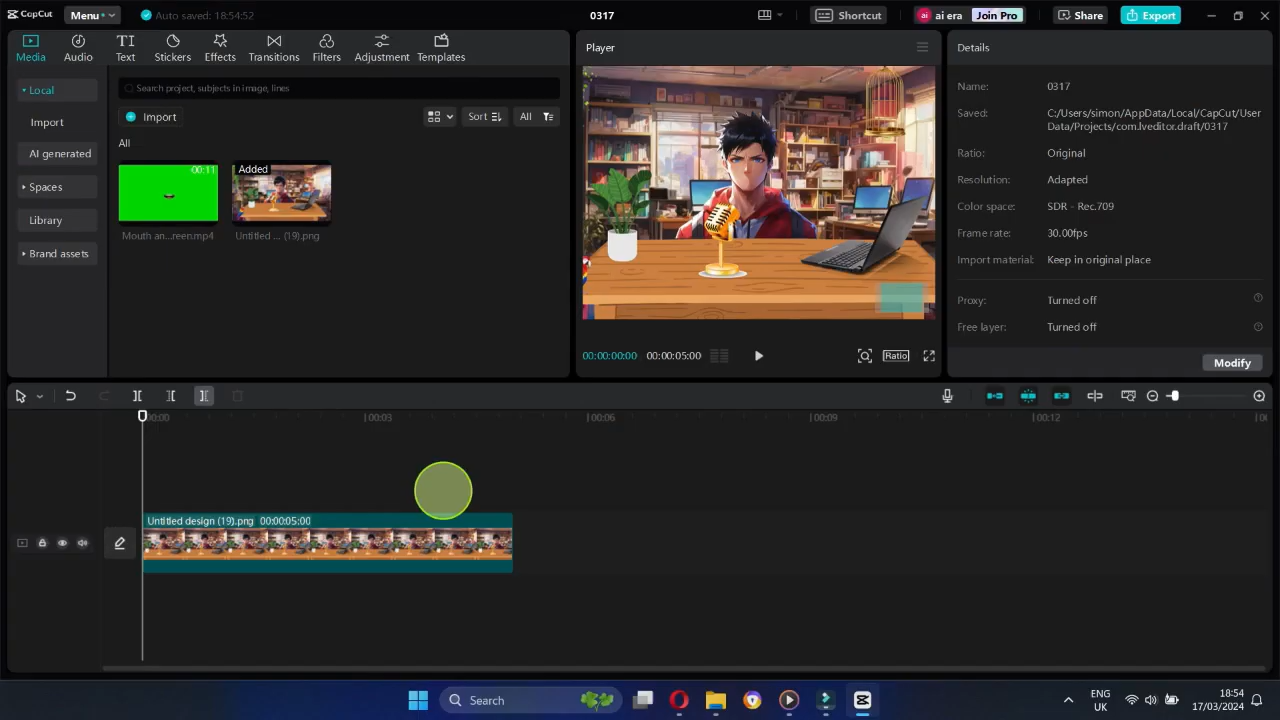 CapCut
Menu
Auto saved: 18:54:52
0317
Shortcut
ai
ai era
Join Pro
Share
Export
Media
Audio
TI
Text
Stickers
Effects
Transitions
Filters
Adjustment
Templates
Local
Import
AI generated
Spaces
Library
Brand assets
Search project, subjects in image, lines
Import
Sort
All
All
00:11
Mouth an...reen.mp4
Added
Untitled ... (19).png
Player
00:00:00:00
00:00:05:00
Ratio
Details
Name: 0317
Saved: C:/Users/simon/AppData/Local/CapCut/User
Data/Projects/com.lveditor.draft/0317
Ratio: Original
Resolution: Adapted
Color space: SDR - Rec.709
Frame rate: 30.00fps
Import material: Keep in original place
Proxy: Turned off
Free layer: Turned off
Modify
00:00
00:03
00:06
00:09
00:12
Untitled design (19).png 00:00:05:00
Search
ENG
UK
18:54
17/03/2024